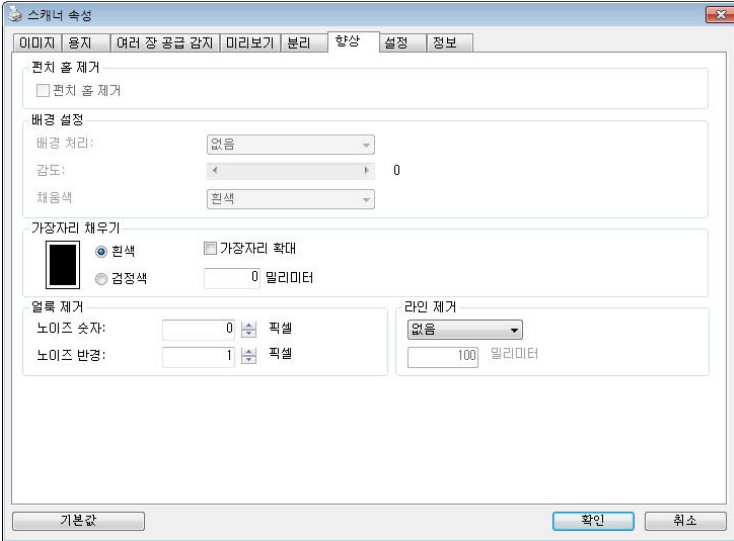 스캐너 속성
이미지 용지 여러 장 공급 감지 미리보기 분리 향상 설정 정보
펀치 홀 제거
펀치 홀 제거
배경 설정
배경 처리: 없음
감도: 0
채움색 흰색
가장자리 채우기
흰색 가장자리 확대
검정색 0 밀리미터
얼룩 제거
노이즈 숫자: 0 픽셀
노이즈 반경: 1 픽셀
라인 제거
없음
100 밀리미터
기본값 확인 취소